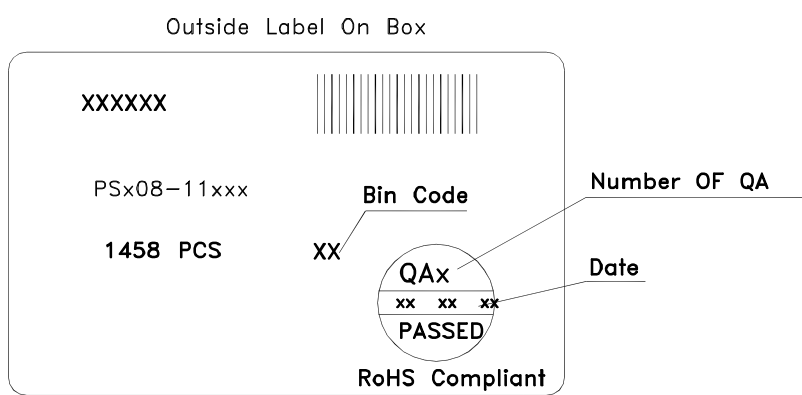 Outside Label On Box
XXXXXX
PSx08-11xxx
Bin Code
Number OF QA
1458 PCS
XX
QAx
Date
xx xx xx
PASSED
RoHS Compliant